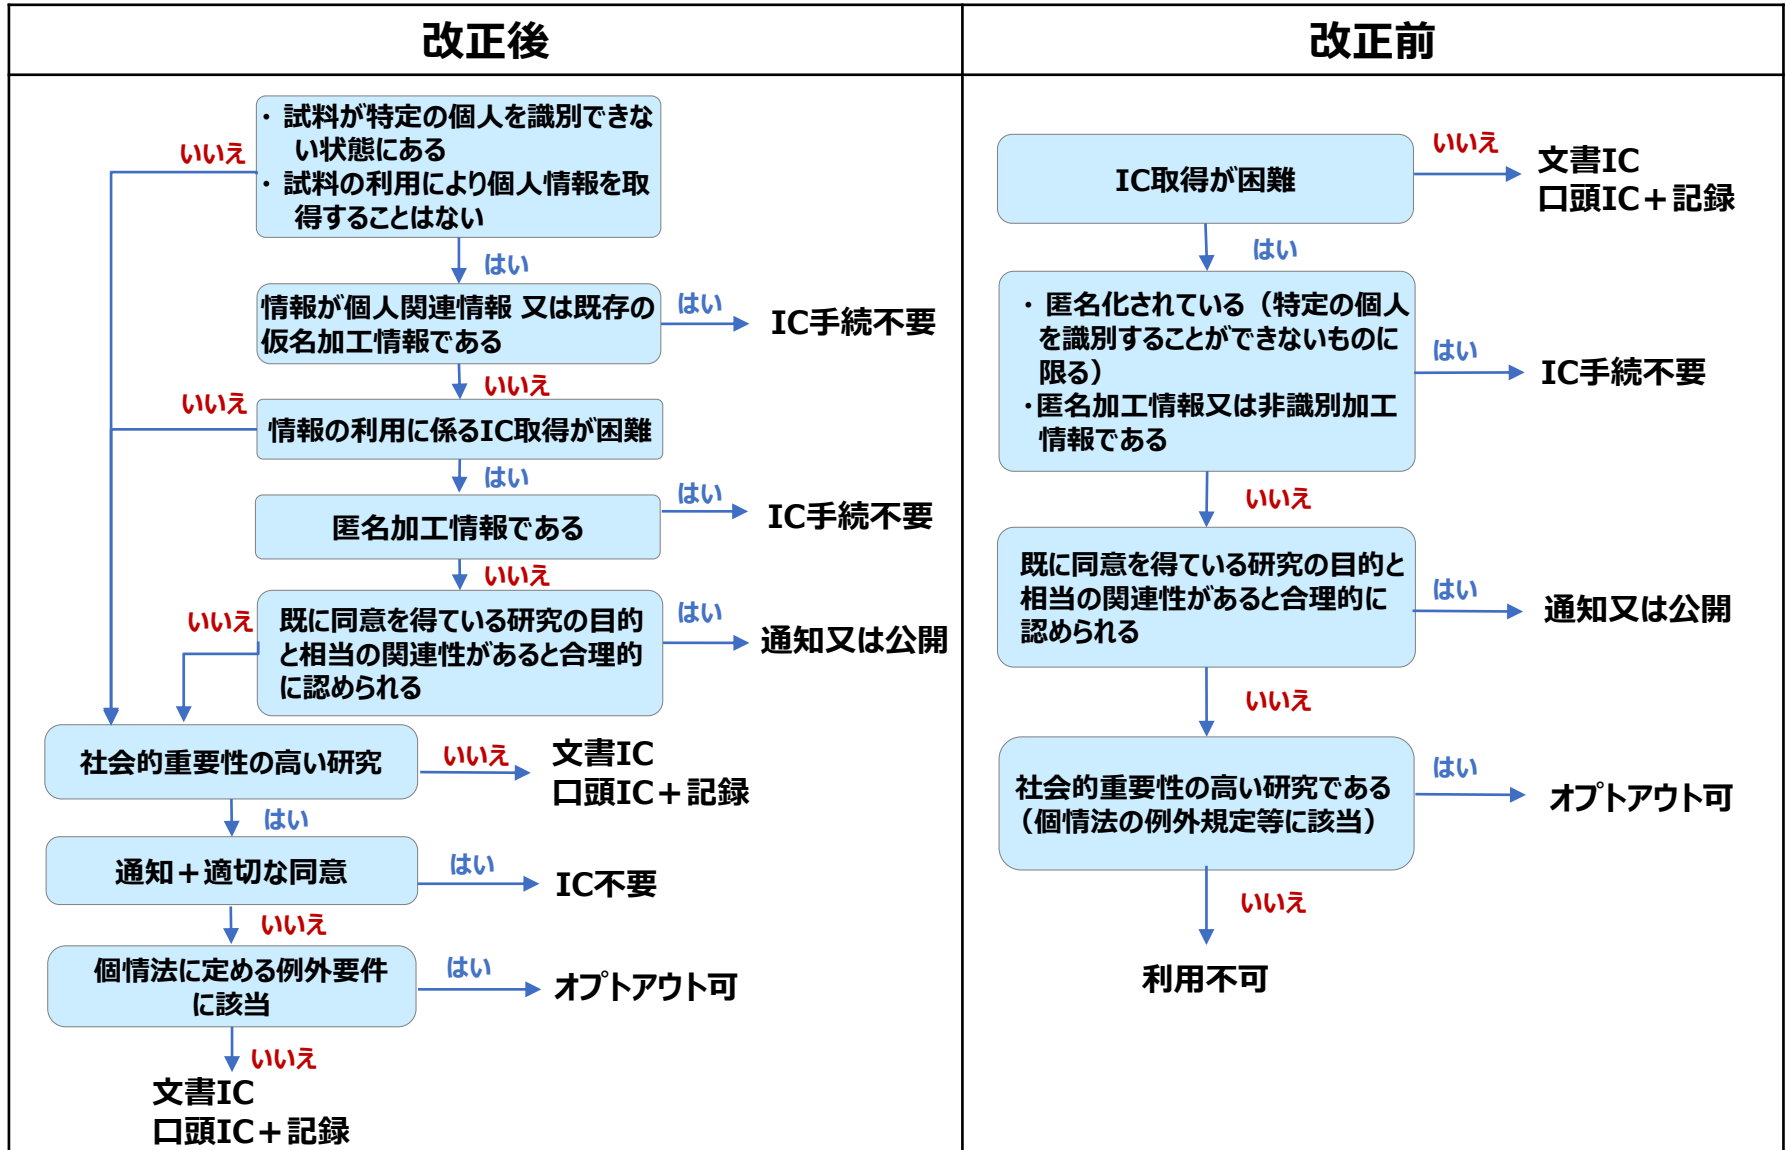 改正後
・ 試料が特定の個人を識別できな
い状態にある
・ 試料の利用により個人情報を取
得することはない
いいえ
はい
情報が個人関連情報 又は既存の
仮名加工情報である
はい
IC手続不要
いいえ
いいえ
情報の利用に係るIC取得が困難
はい
はい
匿名加工情報である
IC手続不要
いいえ
いいえ
既に同意を得ている研究の目的
と相当の関連性があると合理的
に認められる
はい
通知又は公開
社会的重要性の高い研究
いいえ
文書IC
口頭IC＋記録
はい
通知＋適切な同意
はい
IC不要
いいえ
個情法に定める例外要件
に該当
はい
オプトアウト可
いいえ
文書IC
口頭IC＋記録
改正前
IC取得が困難
いいえ
文書IC
口頭IC＋記録
はい
・ 匿名化されている（特定の個人
を識別することができないものに
限る）
・匿名加工情報又は非識別加工
情報である
はい
IC手続不要
いいえ
既に同意を得ている研究の目的と
相当の関連性があると合理的に
認められる
はい
通知又は公開
いいえ
社会的重要性の高い研究である
（個情法の例外規定等に該当）
はい
オプトアウト可
いいえ
利用不可